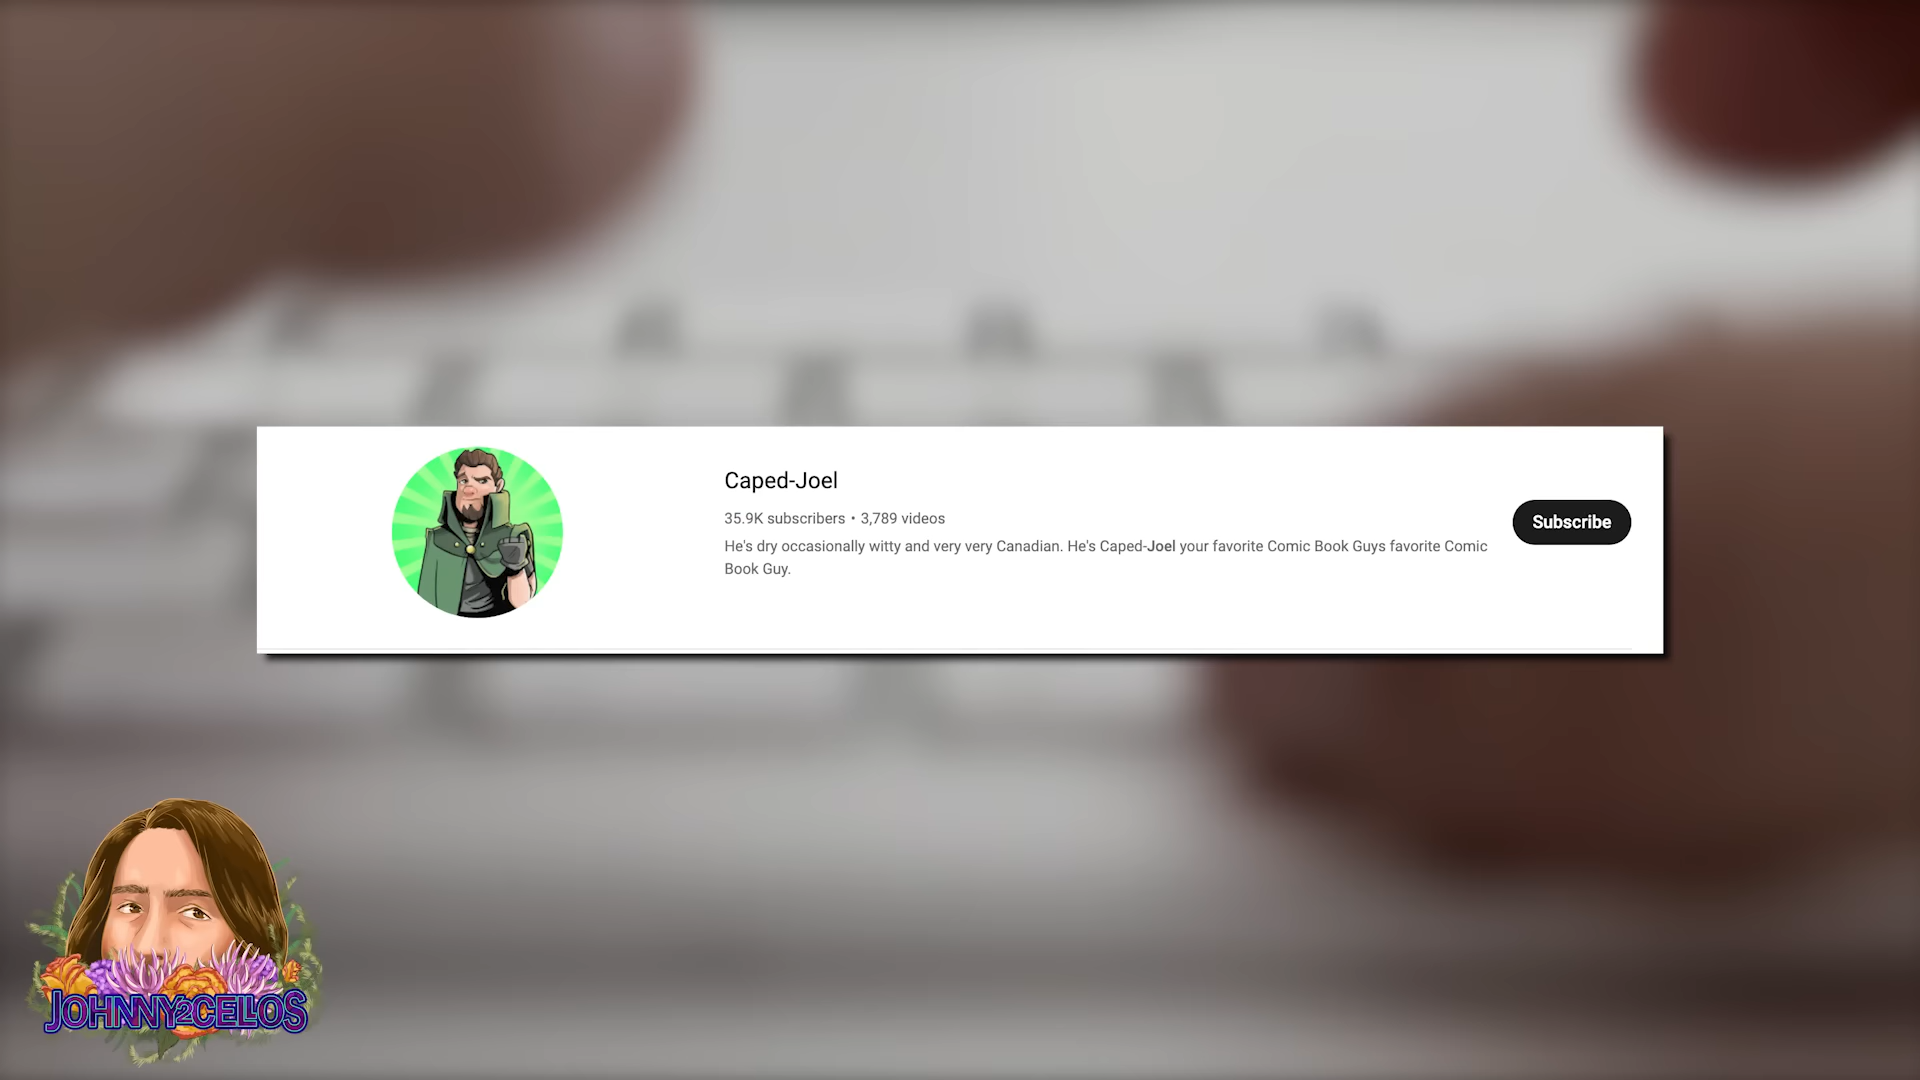 Caped-Joel
35.9K subscribers • 3,789 videos
He's dry occasionally witty and very very Canadian. He's Caped-Joel your favorite Comic Book Guys favorite Comic
Book Guy.
Subscribe
JOHNNY2CELLOS